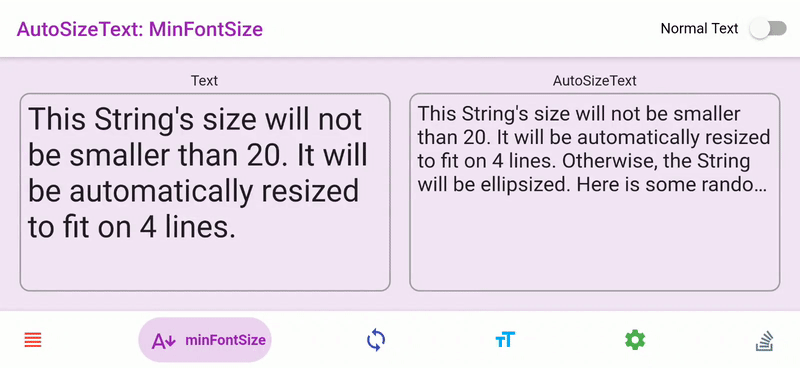 AutoSizeText: MinFontSize
Normal Text
Text
This String's size will not
be smaller than 20. It will
be automatically resized
to fit on 4 lines.
AutoSizeText
This String's size will not be smaller
than 20. It will be automatically resized
to fit on 4 lines. Otherwise, the String
will be ellipsized. Here is some rando...
minFontSize